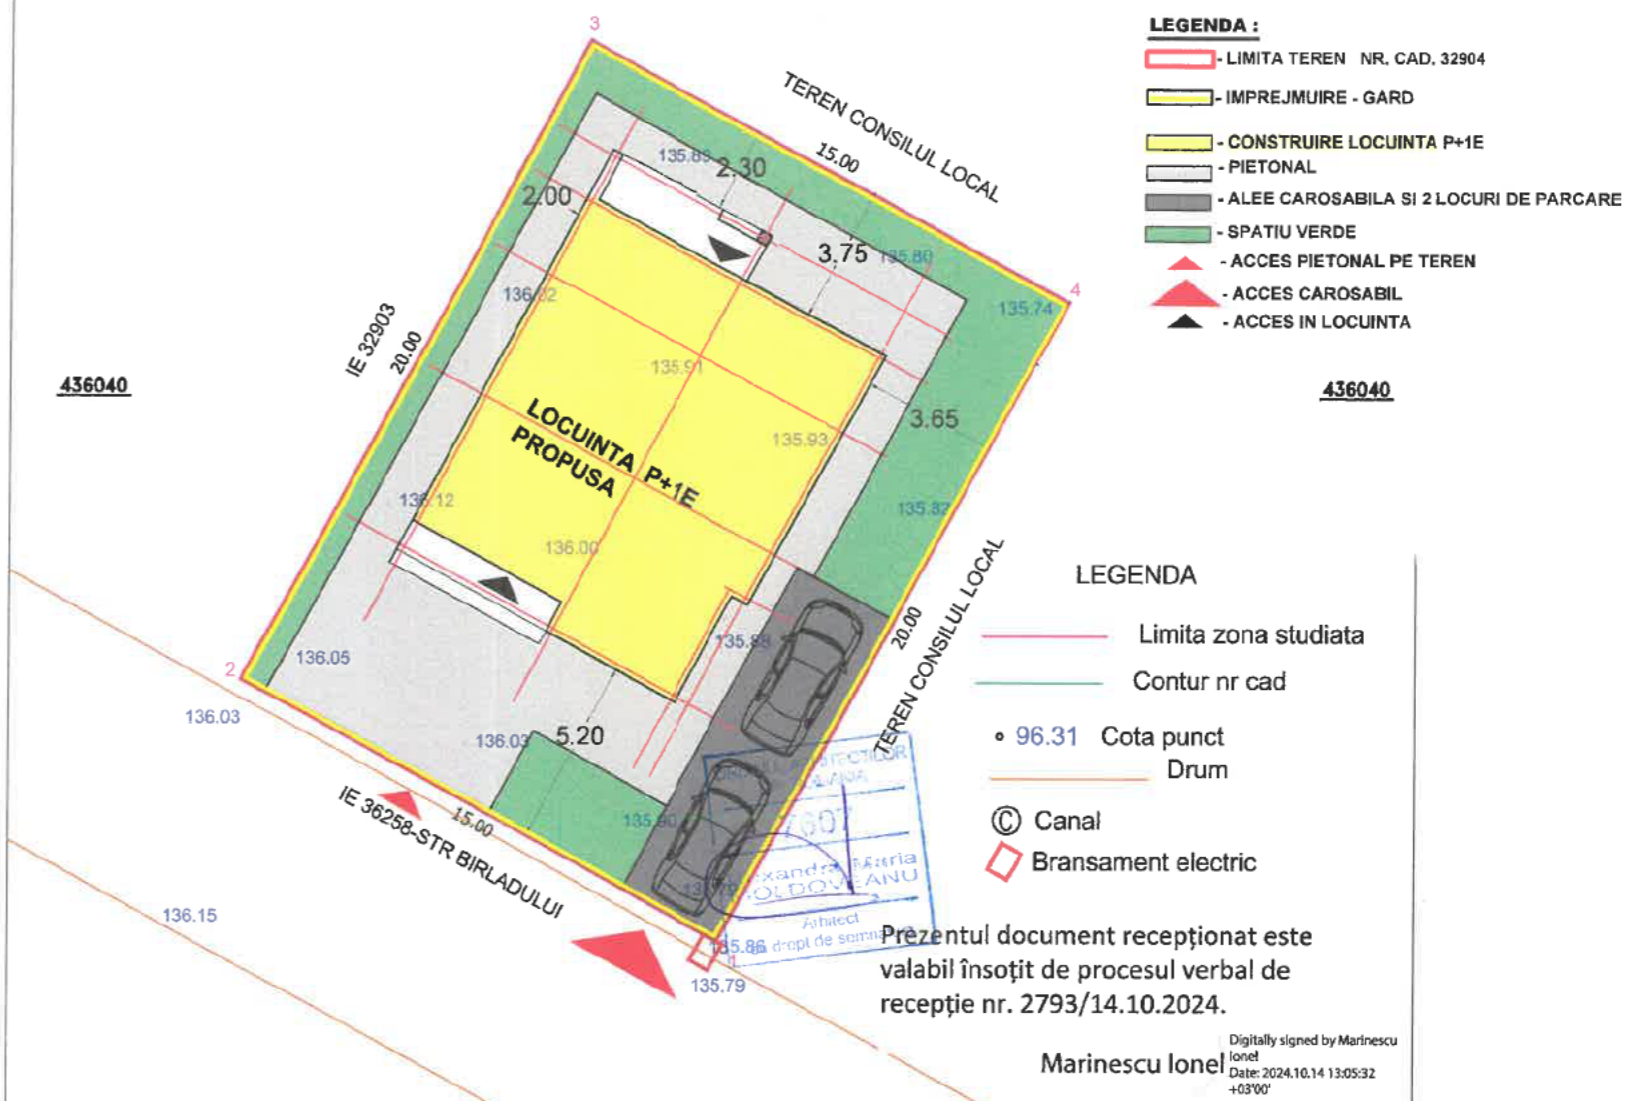 LEGENDA :
- LIMITA TEREN NR. CAD. 32904
- IMPREJMUIRE - GARD
- CONSTRUIRE LOCUINTA P+1E
- PIETONAL
- ALEE CAROSABILA SI 2 LOCURI DE PARCARE
- SPATIU VERDE
- ACCES PIETONAL PE TEREN
- ACCES CAROSABIL
- ACCES IN LOCUINTA
3
TEREN CONSILUL LOCAL
15.00
135.89
2.30
2.00
3.75
135.80
4
135.74
136.02
IE 32903
20.00
135.91
436040
436040
3.65
135.93
LOCUINTA P+1E
PROPUSA
136.12
135.82
136.00
TEREN CONSILUL LOCAL
20.00
135.88
136.05
2
136.03
136.03
5.20
IE 36258-STR BIRLADULUI
15.00
135.90
136.15
7607
Maria
Arhitect
drept de
135.86
1
135.79
LEGENDA
Limita zona studiata
Contur nr cad
96.31 Cota punct
Drum
C Canal
Bransament electric
Prezentul document recepționat este
valabil însoțit de procesul verbal de
recepție nr. 2793/14.10.2024.
Marinescu Ionel
Digitally signed by Marinescu
Ionel
Date: 2024.10.14 13:05:32
+03'00'